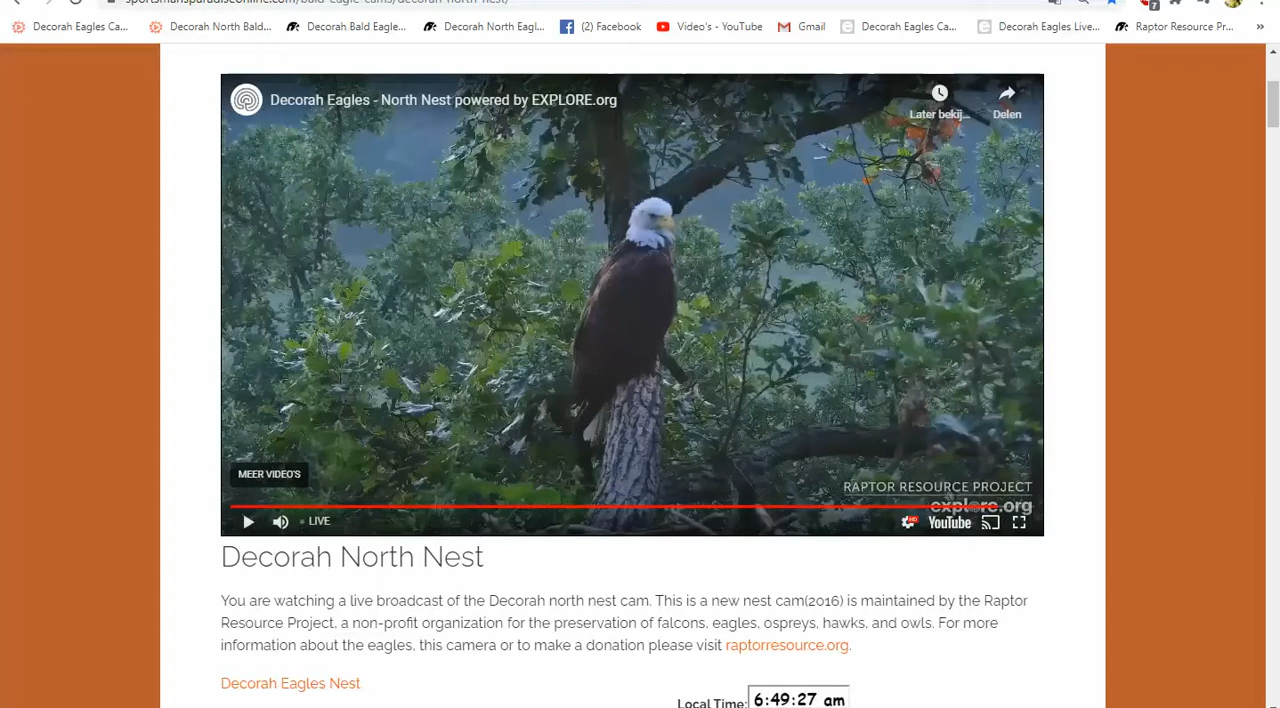 Decorah Eagles Ca... Decorah North Bald... Decorah Bald Eagle... Decorah North Eagl... (2) Facebook Video's - YouTube Gmail Decorah Eagles Ca... Decorah Eagles Live... Raptor Resource Pr... »
Decorah Eagles - North Nest powered by EXPLORE.org
Later bekij... Delen
MEER VIDEO'S
RAPTOR RESOURCE PROJECT
explore.org
LIVE HD YouTube
Decorah North Nest
You are watching a live broadcast of the Decorah north nest cam. This is a new nest cam(2016) is maintained by the Raptor
Resource Project, a non-profit organization for the preservation of falcons, eagles, ospreys, hawks, and owls. For more
information about the eagles, this camera or to make a donation please visit raptorresource.org.
Decorah Eagles Nest
Local Time: 6:49:27 am